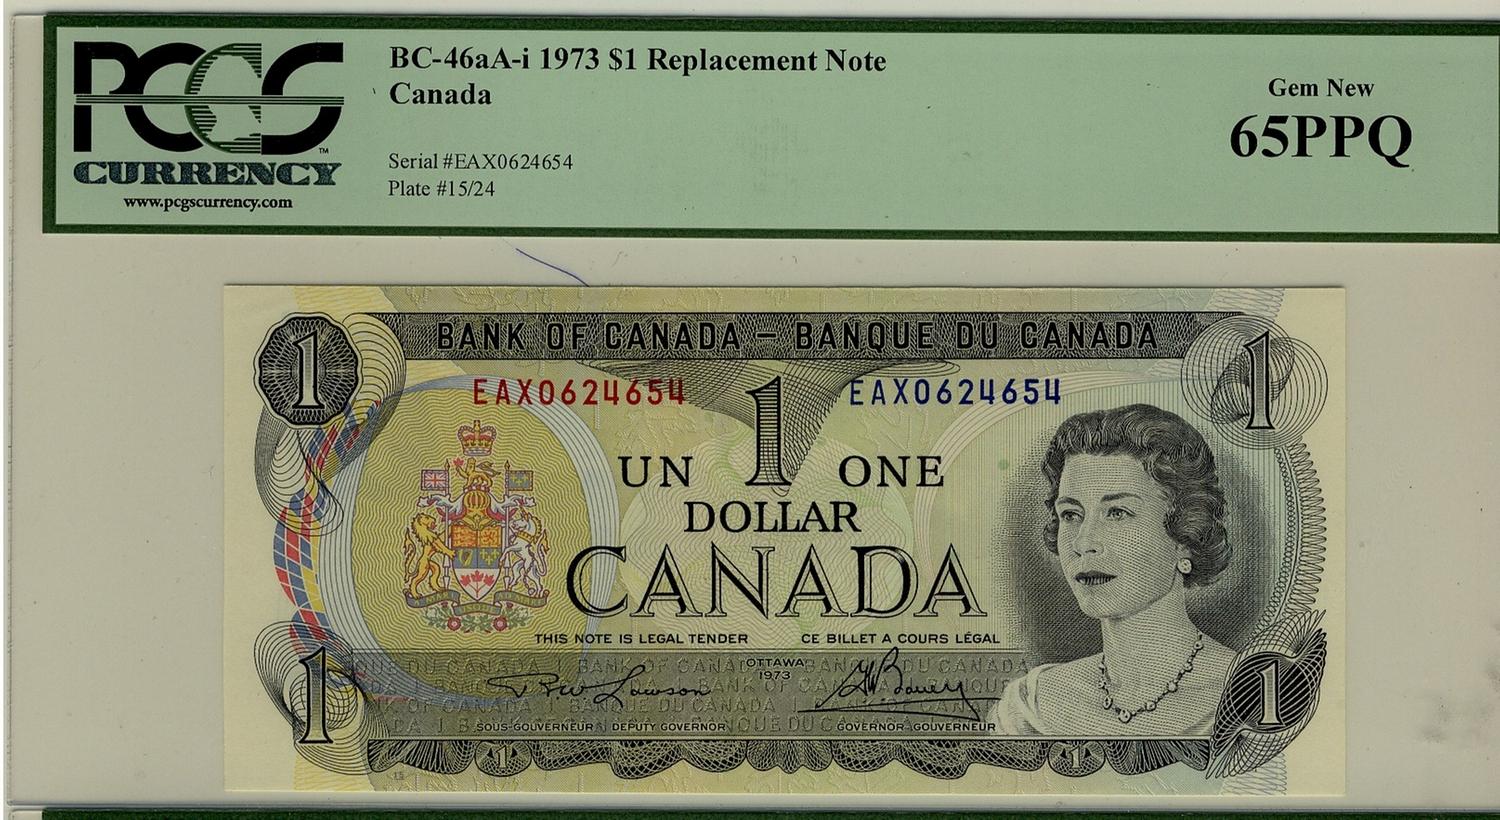 PCGS
CURRENCY
www.pcgscurrency.com
BC-46aA-i 1973 $1 Replacement Note
Canada
Serial #EAX0624654
Plate #15/24
Gem New
65PPQ
1
BANK OF CANADA – BANQUE DU CANADA
1
EAX0624654
EAX0624654
1
UN ONE
DOLLAR
CANADA
THIS NOTE IS LEGAL TENDER CE BILLET A COURS LÉGAL
OTTAWA
1973
SOUS-GOUVERNEUR DEPUTY GOVERNOR
GOVERNOR-GOUVERNEUR
1
1
1
1
15